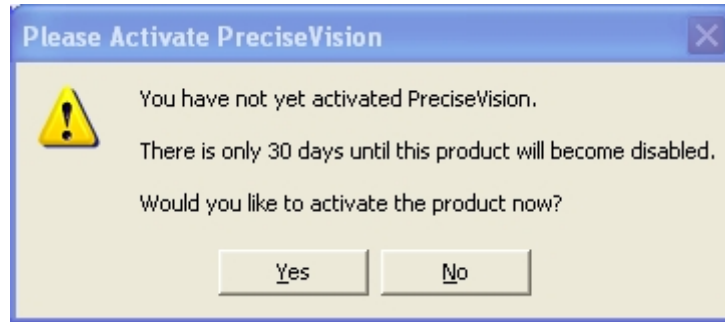 Please Activate PreciseVision
You have not yet activated PreciseVision.
There is only 30 days until this product will become disabled.
Would you like to activate the product now?
Yes No